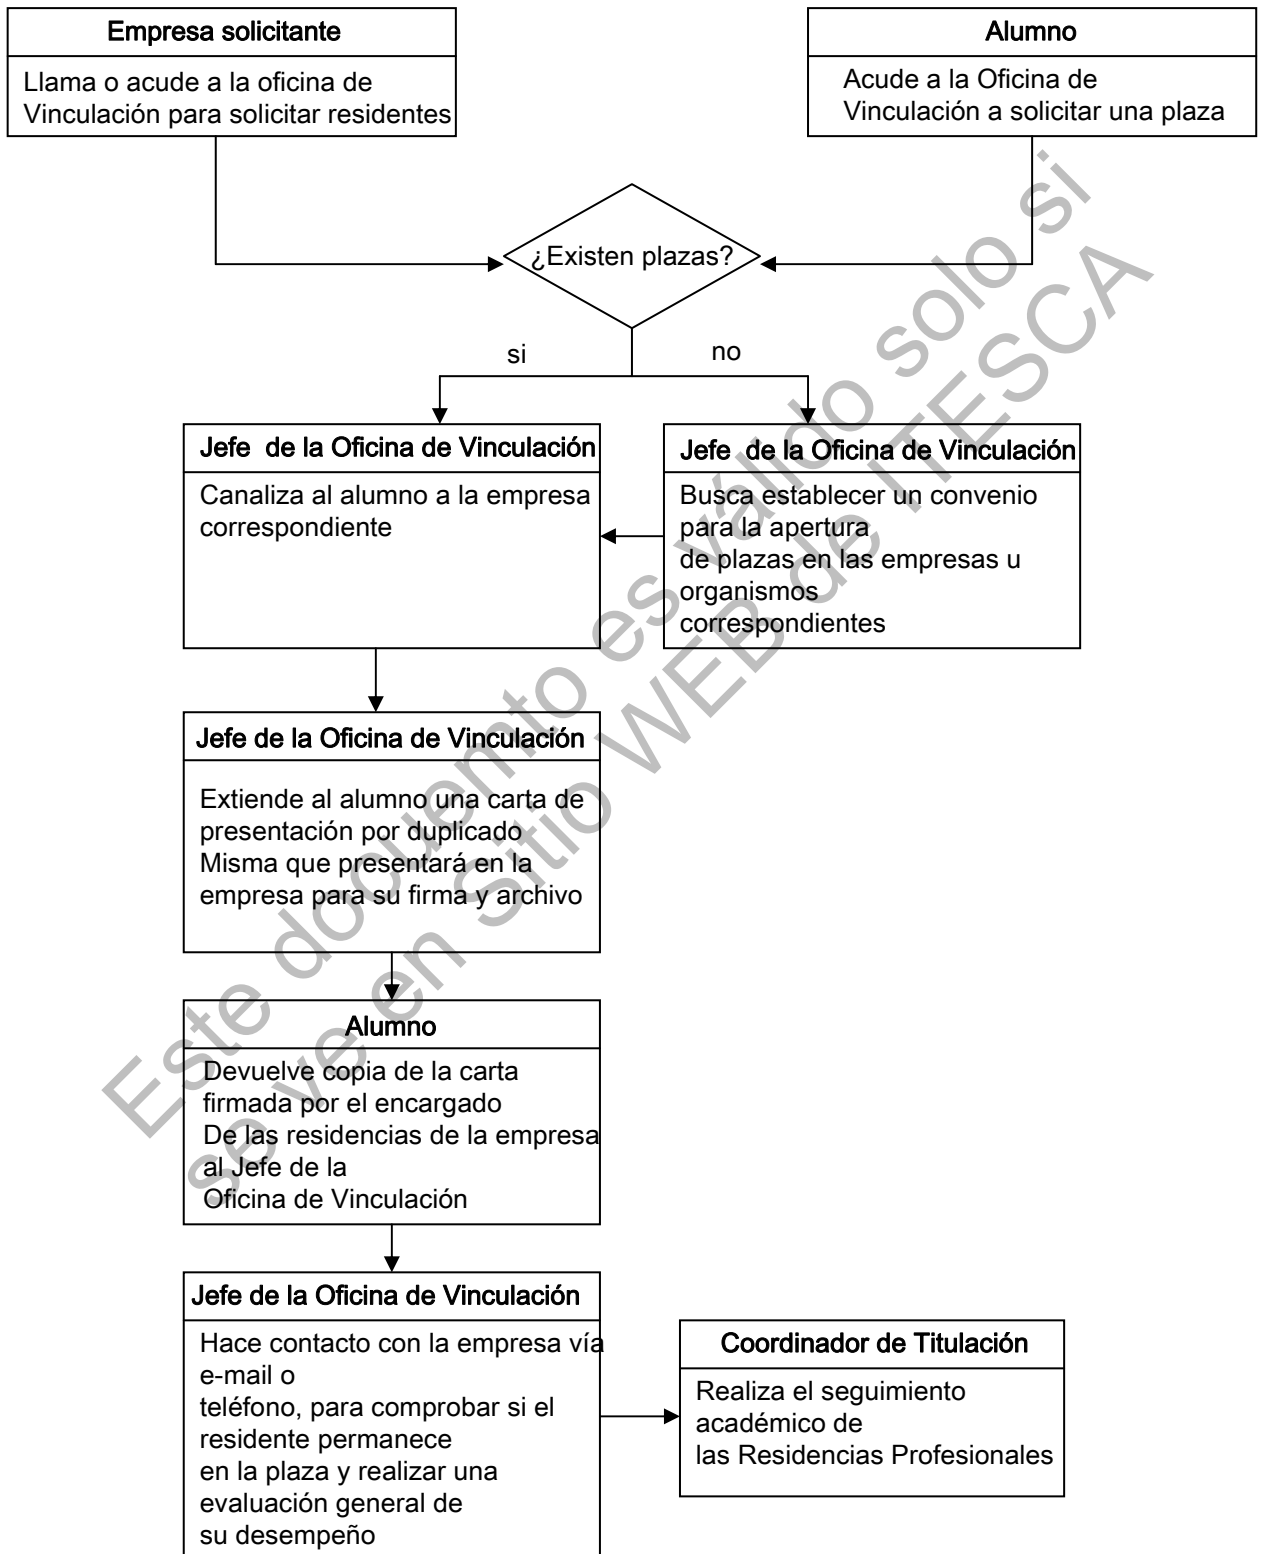 Empresa solicitante
Llama o acude a la oficina de
Vinculación para solicitar residentes
Alumno
Acude a la Oficina de
Vinculación a solicitar una plaza
¿Existen plazas?
si
no
Jefe de la Oficina de Vinculación
Canaliza al alumno a la empresa
correspondiente
Jefe de la Oficina de Vinculación
Busca establecer un convenio
para la apertura
de plazas en las empresas u
organismos
correspondientes
Jefe de la Oficina de Vinculación
Extiende al alumno una carta de
presentación por duplicado
Misma que presentará en la
empresa para su firma y archivo
Alumno
Devuelve copia de la carta
firmada por el encargado
De las residencias de la empresa
al Jefe de la
Oficina de Vinculación
Jefe de la Oficina de Vinculación
Hace contacto con la empresa vía
e-mail o
teléfono, para comprobar si el
residente permanece
en la plaza y realizar una
evaluación general de
su desempeño
Coordinador de Titulación
Realiza el seguimiento
académico de
las Residencias Profesionales
Este docuemto es válido solo si
se ve en Sitio WEB de ITESCA